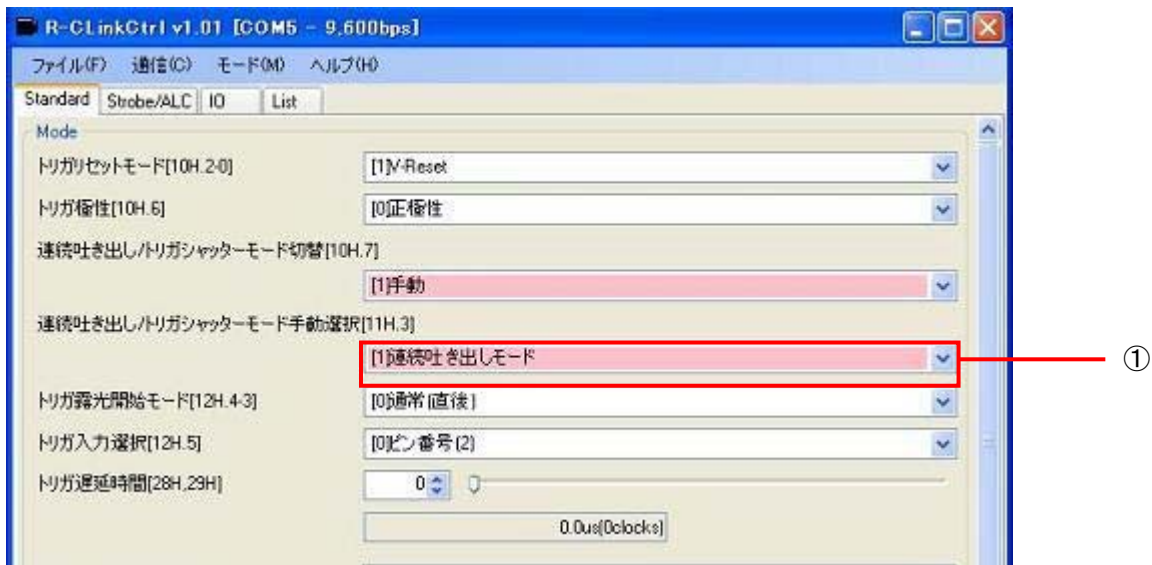 R-CLinkCtrl v1.01 [COM5 - 9,600bps]
ファイル(F) 通信(C) モード(M) ヘルプ(H)
Standard Strobe/ALC IO List
Mode
トリガリセットモード[10H.2-0] [1]V-Reset
トリガ極性[10H.6] [0]正極性
連続吐き出し/トリガシャッターモード切替[10H.7]
[1]手動
連続吐き出し/トリガシャッターモード手動選択[11H.3]
[1]連続吐き出しモード
①
トリガ露光開始モード[12H.4-3] [0]通常(直後)
トリガ入力選択[12H.5] [0]ピン番号(2)
トリガ遅延時間[28H,29H] 0
0.0us[0clocks]